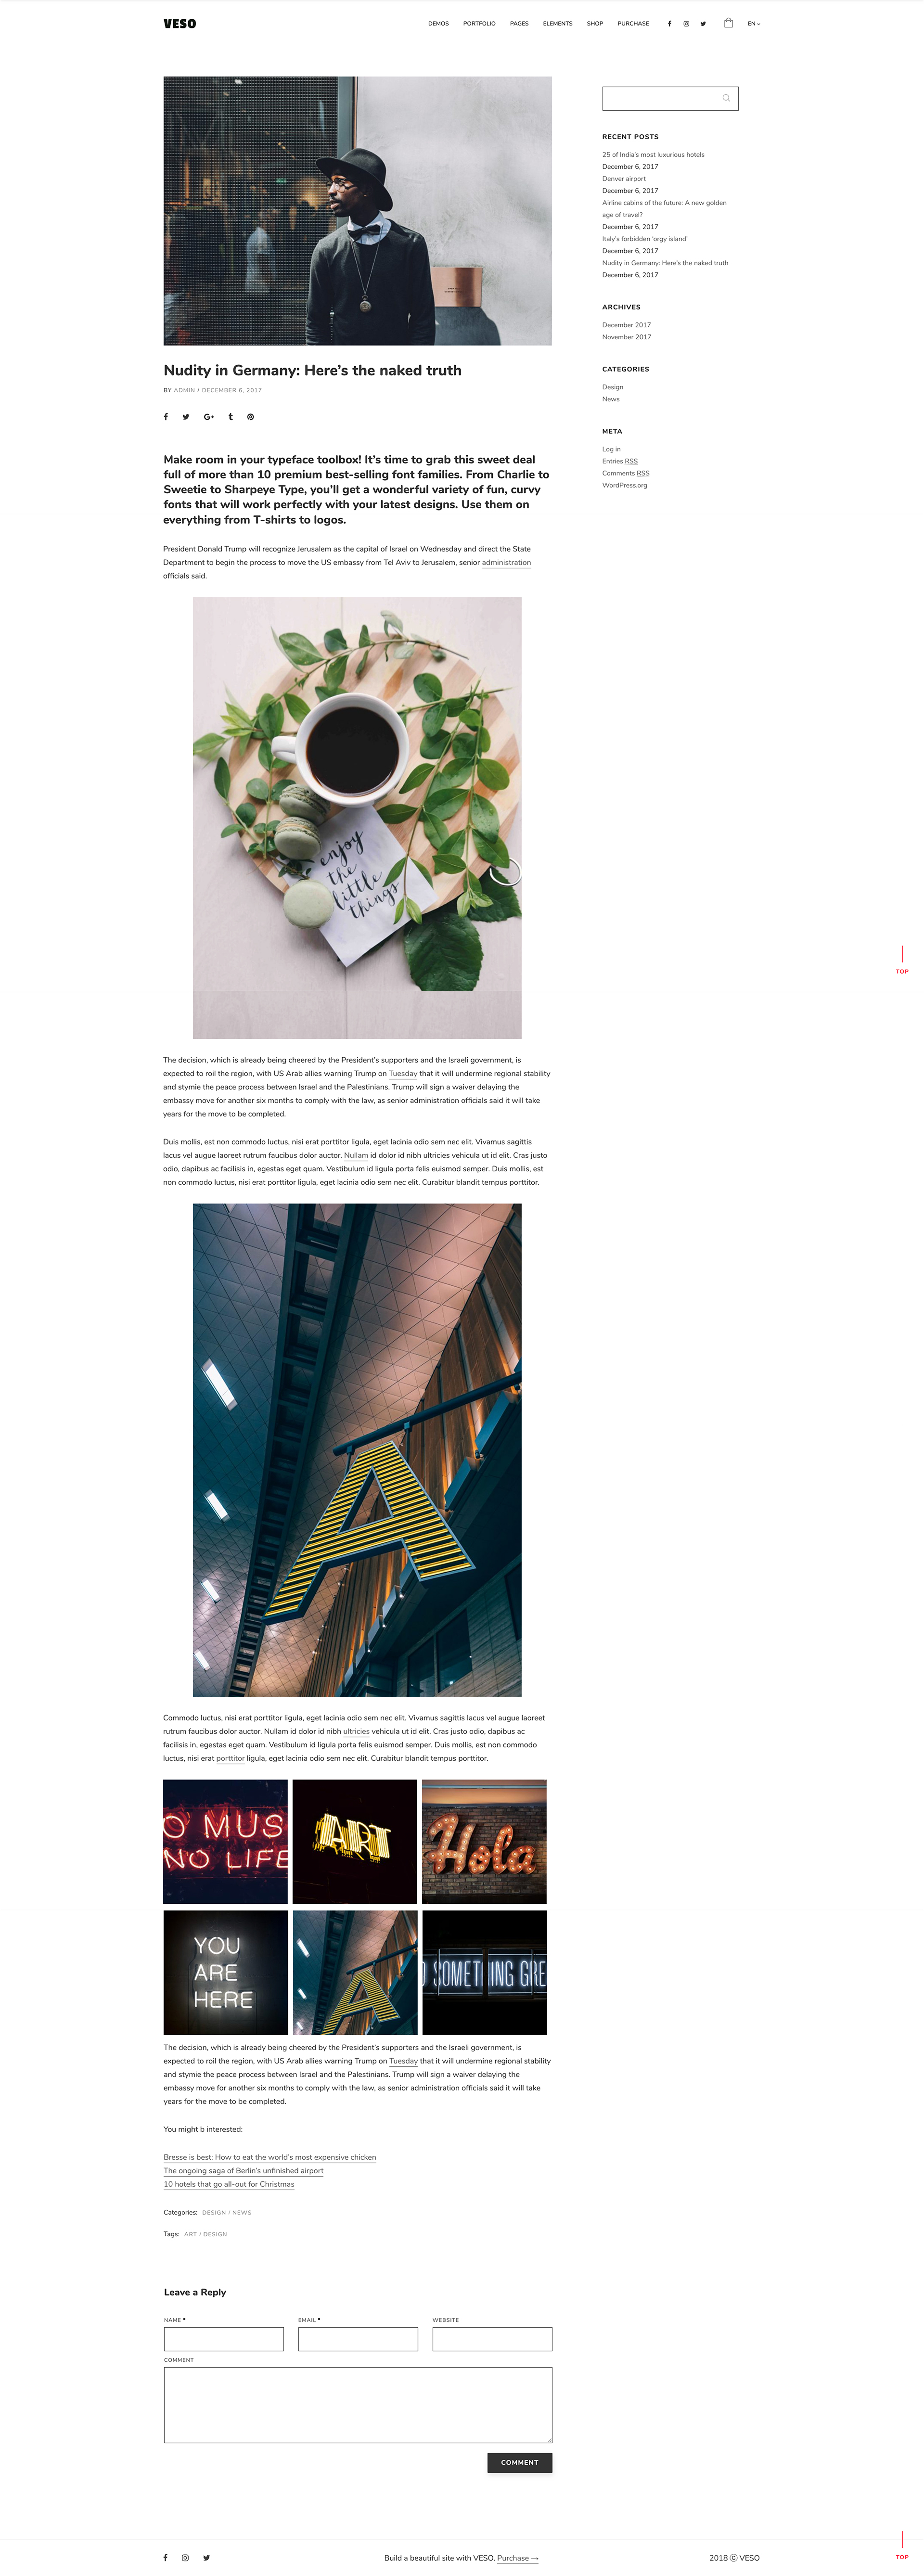 VESO
DEMOS PORTFOLIO PAGES ELEMENTS SHOP PURCHASE EN
RECENT POSTS
25 of India's most luxurious hotels
December 6, 2017
Denver airport
December 6, 2017
Airline cabins of the future: A new golden
age of travel?
December 6, 2017
Italy's forbidden 'orgy island'
December 6, 2017
Nudity in Germany: Here's the naked truth
December 6, 2017
ARCHIVES
December 2017
November 2017
CATEGORIES
Design
News
META
Log in
Entries RSS
Comments RSS
WordPress.org
Nudity in Germany: Here's the naked truth
BY ADMIN / DECEMBER 6, 2017
Make room in your typeface toolbox! It's time to grab this sweet deal
full of more than 10 premium best-selling font families. From Charlie to
Sweetie to Sharpeye Type, you'll get a wonderful variety of fun, curvy
fonts that will work perfectly with your latest designs. Use them on
everything from T-shirts to logos.
President Donald Trump will recognize Jerusalem as the capital of Israel on Wednesday and direct the State
Department to begin the process to move the US embassy from Tel Aviv to Jerusalem, senior administration
officials said.
enjoy
the
little
things
TOP
The decision, which is already being cheered by the President's supporters and the Israeli government, is
expected to roil the region, with US Arab allies warning Trump on Tuesday that it will undermine regional stability
and stymie the peace process between Israel and the Palestinians. Trump will sign a waiver delaying the
embassy move for another six months to comply with the law, as senior administration officials said it will take
years for the move to be completed.
Duis mollis, est non commodo luctus, nisi erat porttitor ligula, eget lacinia odio sem nec elit. Vivamus sagittis
lacus vel augue laoreet rutrum faucibus dolor auctor. Nullam id dolor id nibh ultricies vehicula ut id elit. Cras justo
odio, dapibus ac facilisis in, egestas eget quam. Vestibulum id ligula porta felis euismod semper. Duis mollis, est
non commodo luctus, nisi erat porttitor ligula, eget lacinia odio sem nec elit. Curabitur blandit tempus porttitor.
A
Commodo luctus, nisi erat porttitor ligula, eget lacinia odio sem nec elit. Vivamus sagittis lacus vel augue laoreet
rutrum faucibus dolor auctor. Nullam id dolor id nibh ultricies vehicula ut id elit. Cras justo odio, dapibus ac
facilisis in, egestas eget quam. Vestibulum id ligula porta felis euismod semper. Duis mollis, est non commodo
luctus, nisi erat porttitor ligula, eget lacinia odio sem nec elit. Curabitur blandit tempus porttitor.
O MUS
NO LIFE
ART
Hola
YOU
ARE
HERE
A
O SOMETHING GRE
The decision, which is already being cheered by the President's supporters and the Israeli government, is
expected to roil the region, with US Arab allies warning Trump on Tuesday that it will undermine regional stability
and stymie the peace process between Israel and the Palestinians. Trump will sign a waiver delaying the
embassy move for another six months to comply with the law, as senior administration officials said it will take
years for the move to be completed.
You might b interested:
Bresse is best: How to eat the world's most expensive chicken
The ongoing saga of Berlin's unfinished airport
10 hotels that go all-out for Christmas
Categories: DESIGN / NEWS
Tags: ART / DESIGN
Leave a Reply
NAME * EMAIL * WEBSITE
COMMENT
COMMENT
Build a beautiful site with VESO. Purchase →
2018 © VESO
TOP